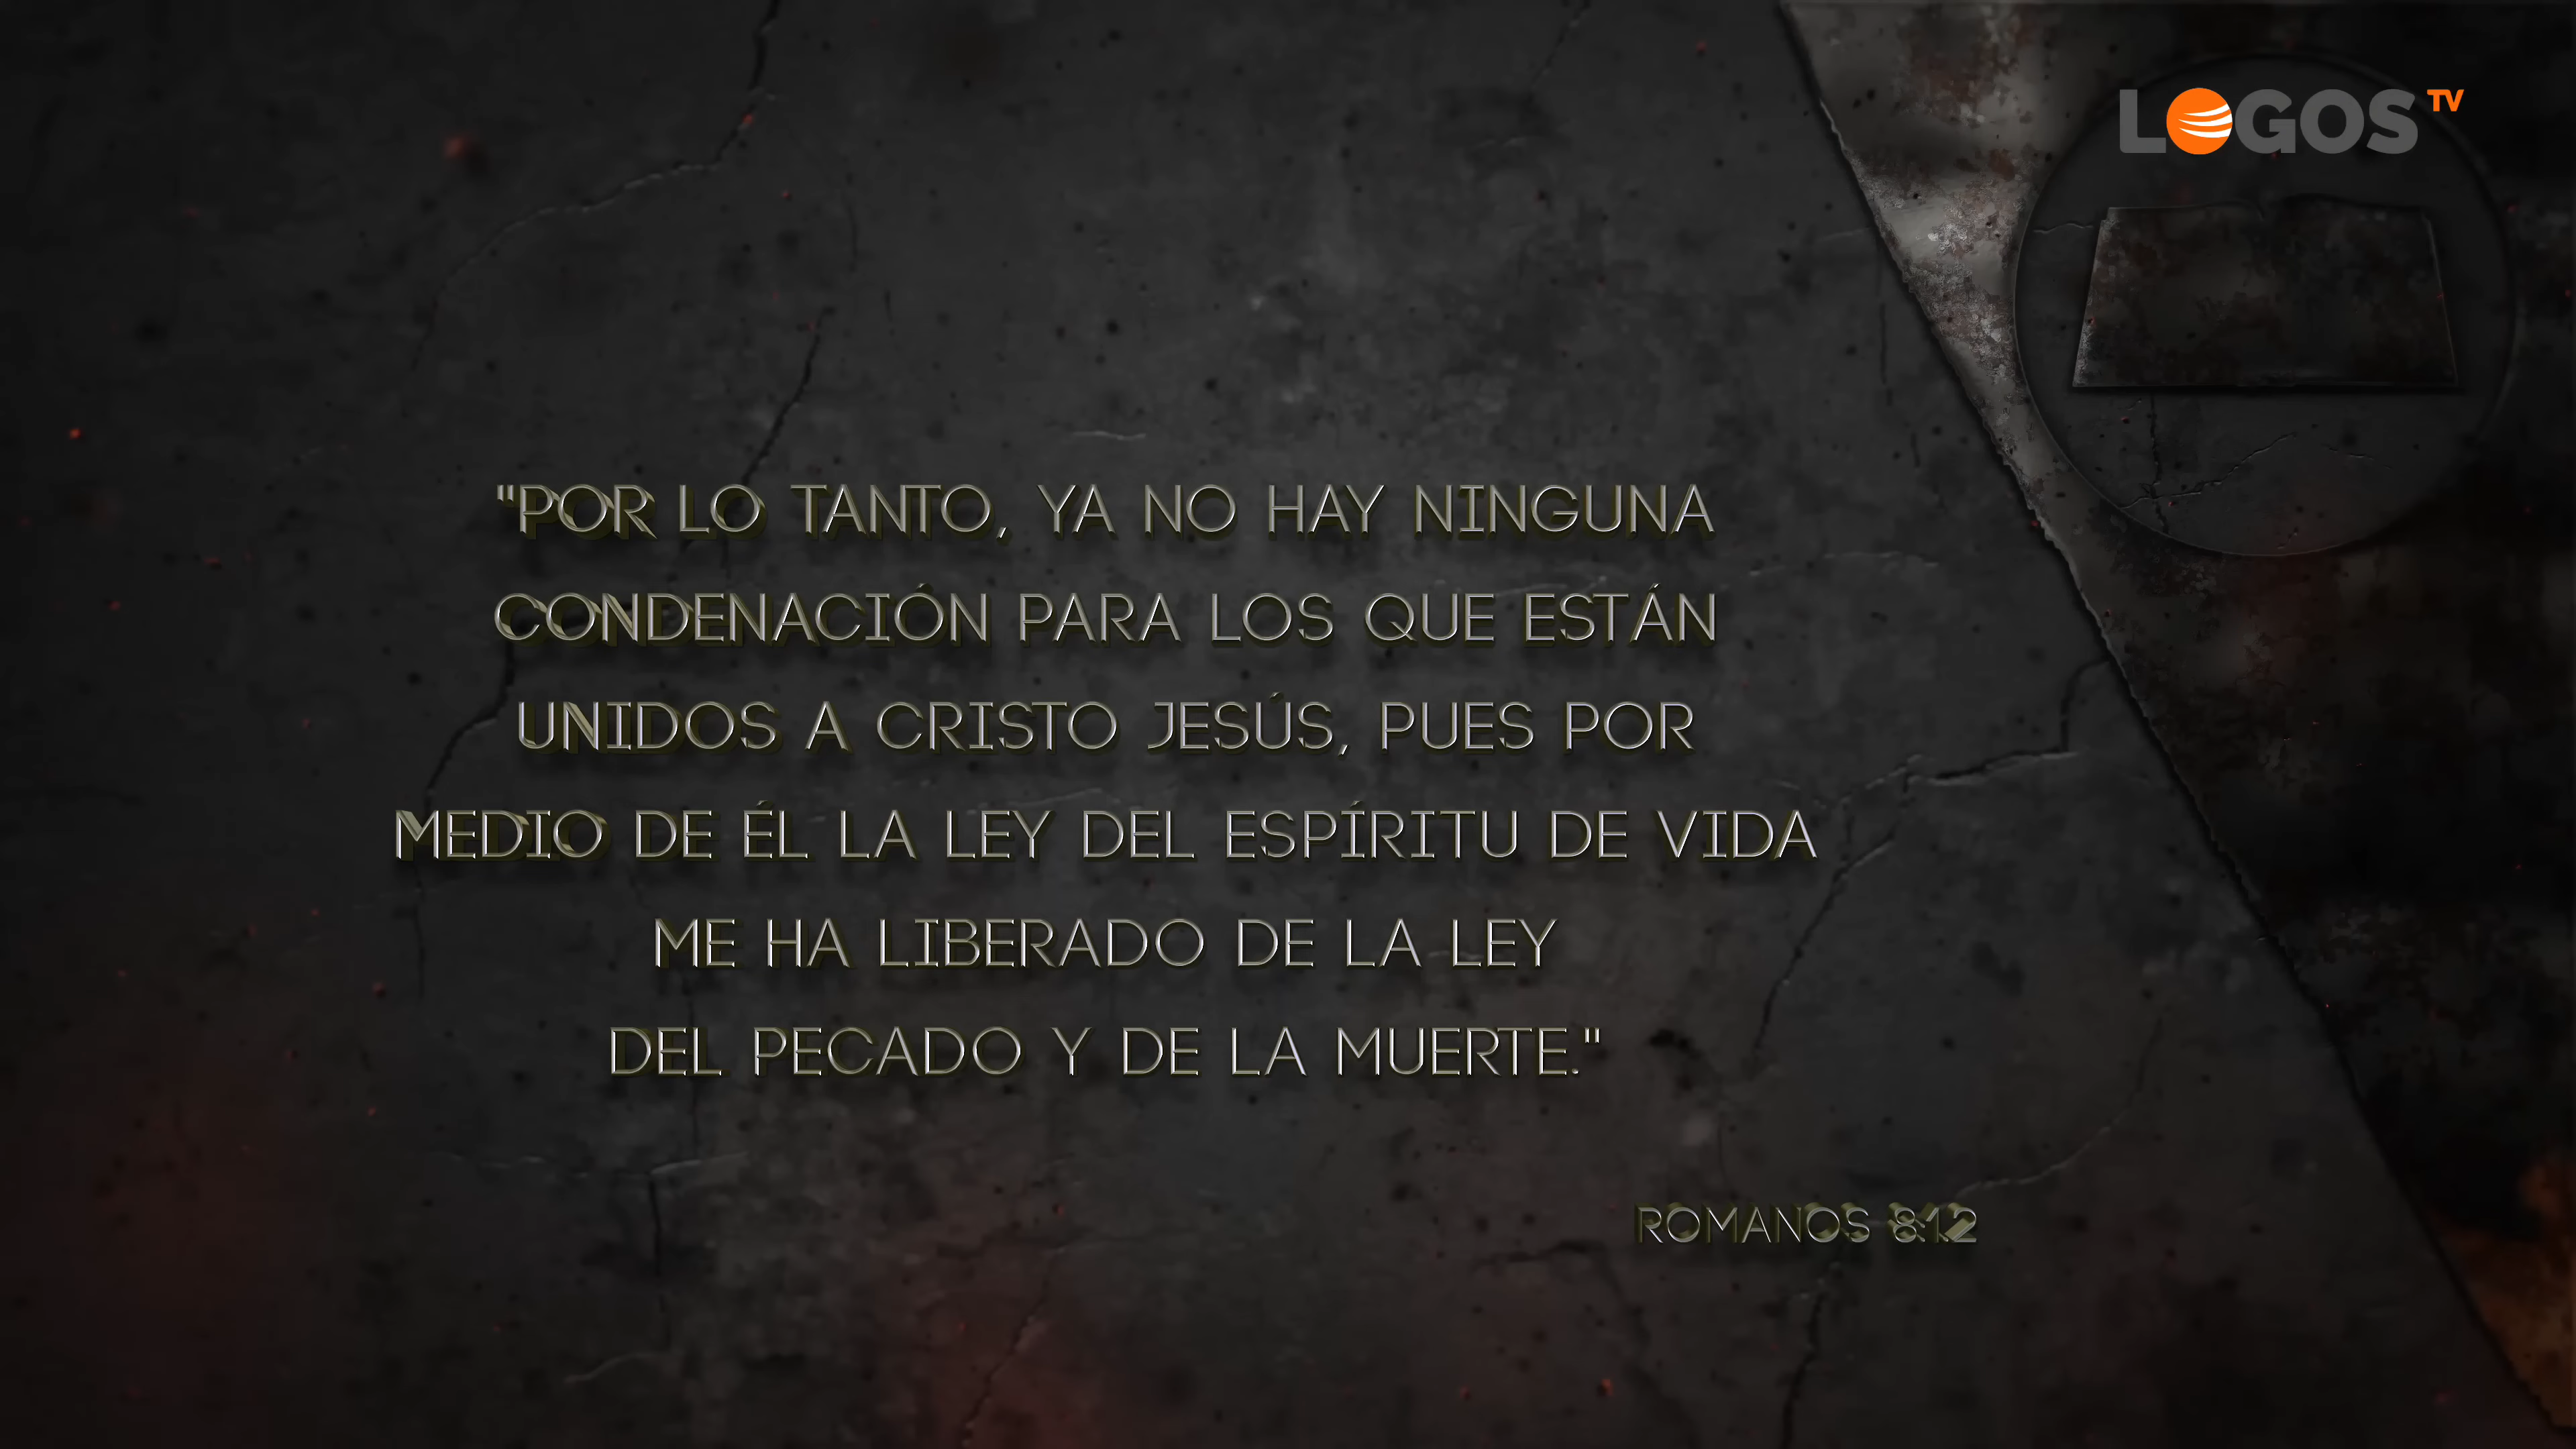 LOGOS TV
"POR LO TANTO, YA NO HAY NINGUNA
CONDENACIÓN PARA LOS QUE ESTÁN
UNIDOS A CRISTO JESÚS, PUES POR
MEDIO DE ÉL LA LEY DEL ESPÍRITU DE VIDA
ME HA LIBERADO DE LA LEY
DEL PECADO Y DE LA MUERTE."
ROMANOS 8:1.2